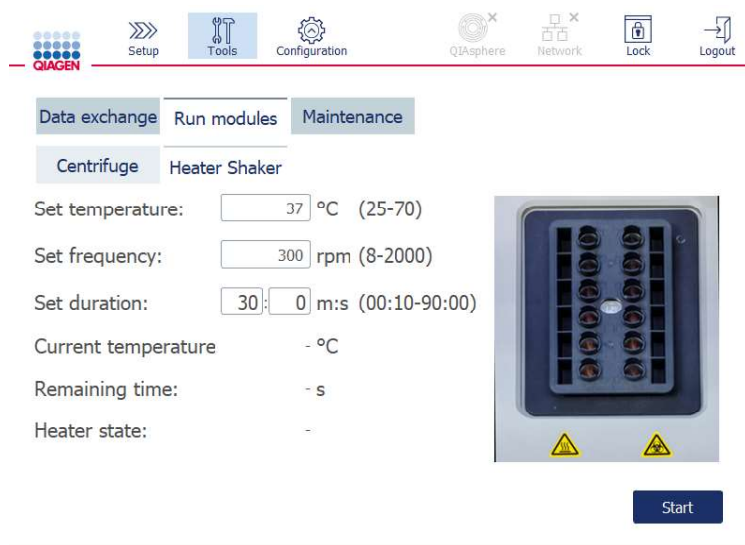 QIAGEN
Setup
Tools
Configuration
QIAsphere
Network
Lock
Logout
Data exchange Run modules Maintenance
Centrifuge Heater Shaker
Set temperature: 37 °C (25-70)
Set frequency: 300 rpm (8-2000)
Set duration: 30 : 0 m:s (00:10-90:00)
Current temperature - °C
Remaining time: - s
Heater state: -
Start